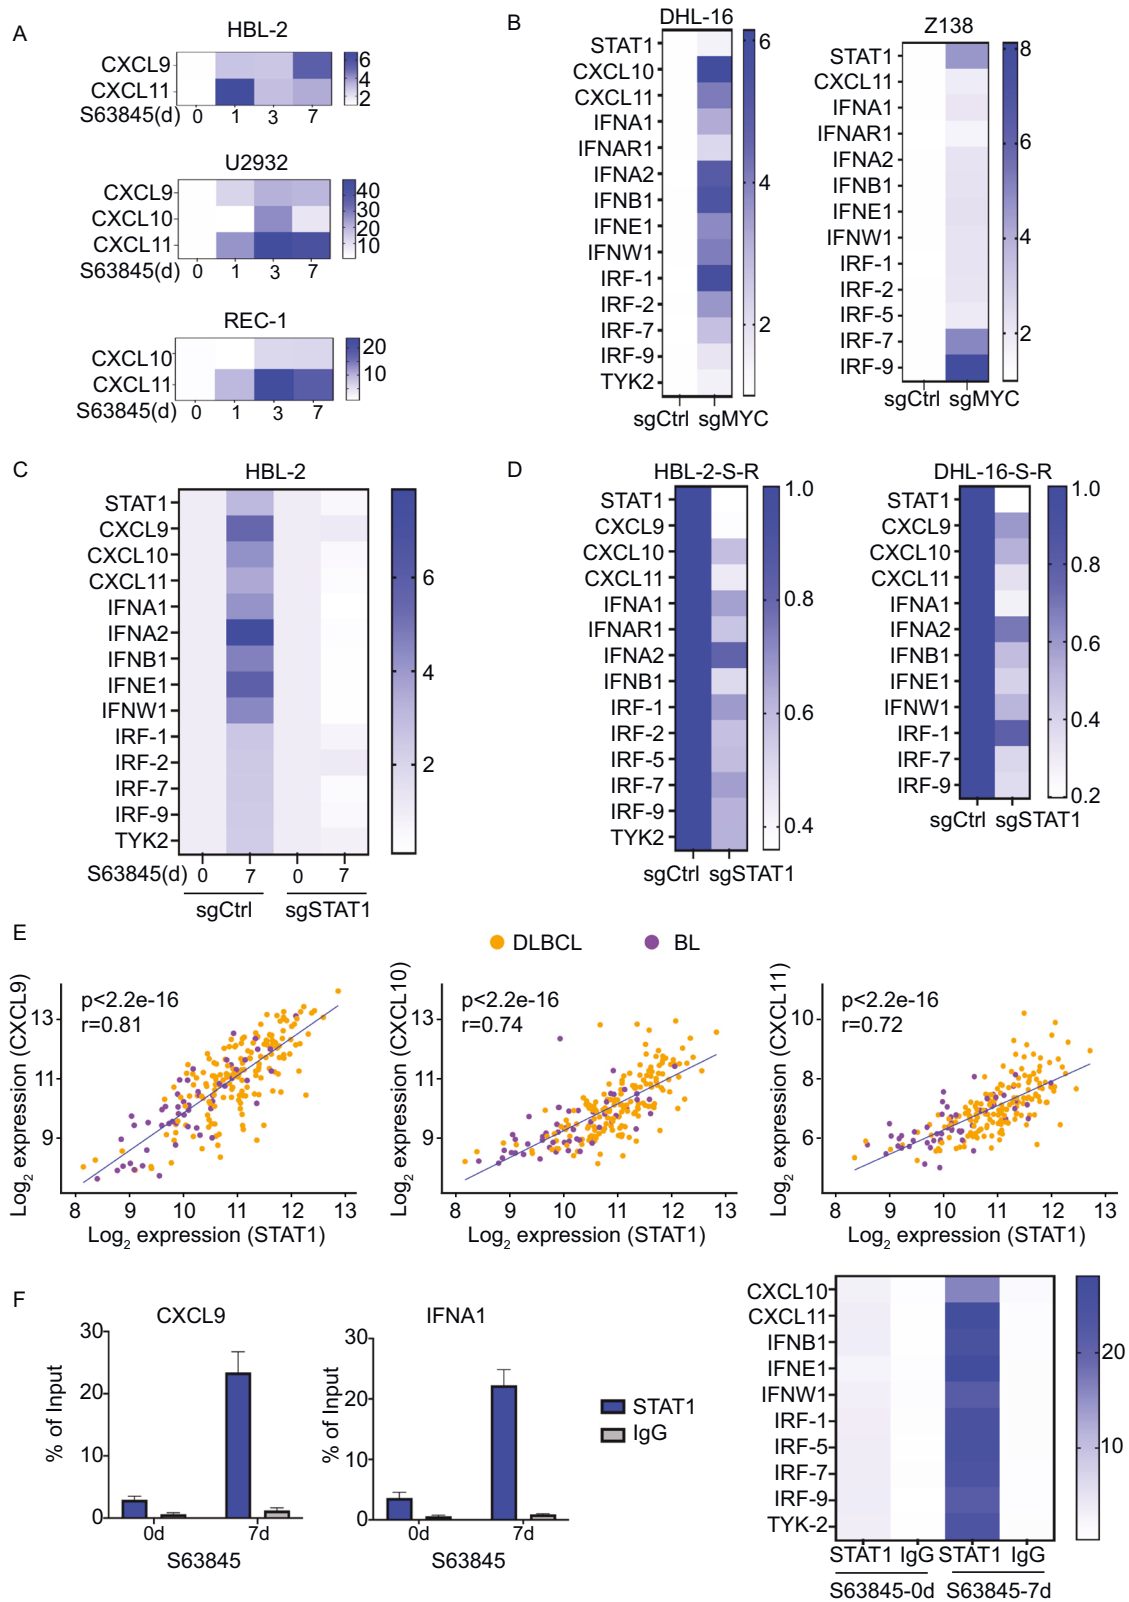 A
HBL-2
CXCL9
CXCL11
S63845(d) 0 1 3 7
6
4
2
U2932
CXCL9
CXCL10
CXCL11
S63845(d) 0 1 3 7
40
30
20
10
REC-1
CXCL10
CXCL11
S63845(d) 0 1 3 7
20
10
B
DHL-16
STAT1
CXCL10
CXCL11
IFNA1
IFNAR1
IFNA2
IFNB1
IFNE1
IFNW1
IRF-1
IRF-2
IRF-7
IRF-9
TYK2
sgCtrl sgMYC
6
4
2
Z138
STAT1
CXCL11
IFNA1
IFNAR1
IFNA2
IFNB1
IFNE1
IFNW1
IRF-1
IRF-2
IRF-5
IRF-7
IRF-9
sgCtrl sgMYC
8
6
4
2
C
HBL-2
STAT1
CXCL9
CXCL10
CXCL11
IFNA1
IFNA2
IFNB1
IFNE1
IFNW1
IRF-1
IRF-2
IRF-7
IRF-9
TYK2
S63845(d) 0 7 0 7
sgCtrl sgSTAT1
6
4
2
D
HBL-2-S-R
STAT1
CXCL9
CXCL10
CXCL11
IFNA1
IFNAR1
IFNA2
IFNB1
IRF-1
IRF-2
IRF-5
IRF-7
IRF-9
TYK2
sgCtrl sgSTAT1
1.0
0.8
0.6
0.4
DHL-16-S-R
STAT1
CXCL9
CXCL10
CXCL11
IFNA1
IFNA2
IFNB1
IFNE1
IFNW1
IRF-1
IRF-7
IRF-9
sgCtrl sgSTAT1
1.0
0.8
0.6
0.4
0.2
E
DLBCL BL
Log2 expression (CXCL9)
p<2.2e-16
r=0.81
13
11
9
8 9 10 11 12 13
Log2 expression (STAT1)
Log2 expression (CXCL10)
p<2.2e-16
r=0.74
13
11
9
8 9 10 11 12 13
Log2 expression (STAT1)
Log2 expression (CXCL11)
p<2.2e-16
r=0.72
10
8
6
8 9 10 11 12 13
Log2 expression (STAT1)
F
CXCL9
% of Input
30
20
10
0
0d 7d
S63845
IFNA1
% of Input
30
20
10
0
0d 7d
S63845
STAT1
IgG
CXCL10
CXCL11
IFNB1
IFNE1
IFNW1
IRF-1
IRF-5
IRF-7
IRF-9
TYK-2
STAT1 IgG STAT1 IgG
S63845-0d S63845-7d
20
10